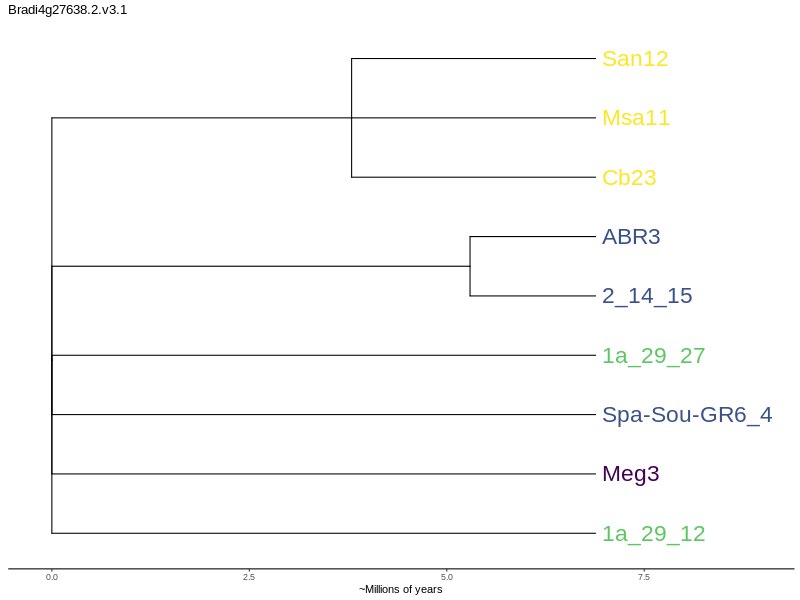 Bradi4g27638.2.v3.1
San12
Msa11
Cb23
ABR3
2_14_15
1a_29_27
Spa-Sou-GR6_4
Meg3
1a_29_12
0.0 2.5 5.0 7.5
~Millions of years